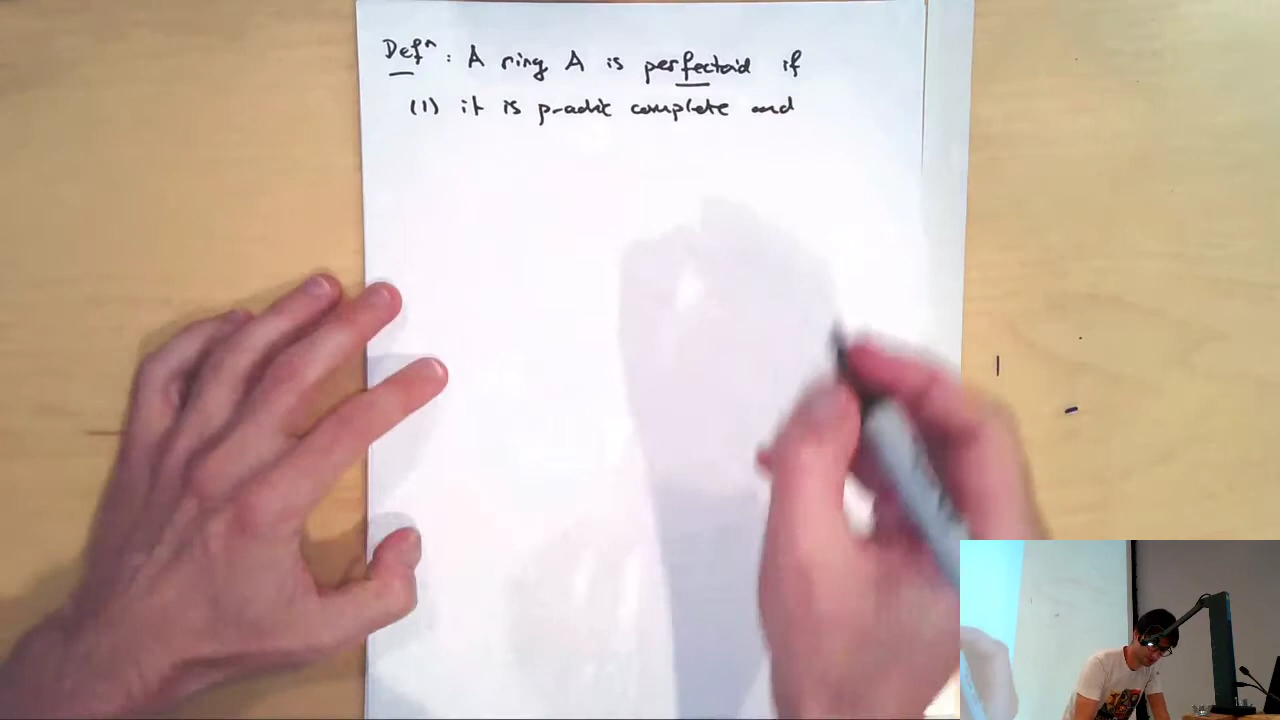 Defⁿ : A ring A is perfectoid if
(1) it is p-adic complete and